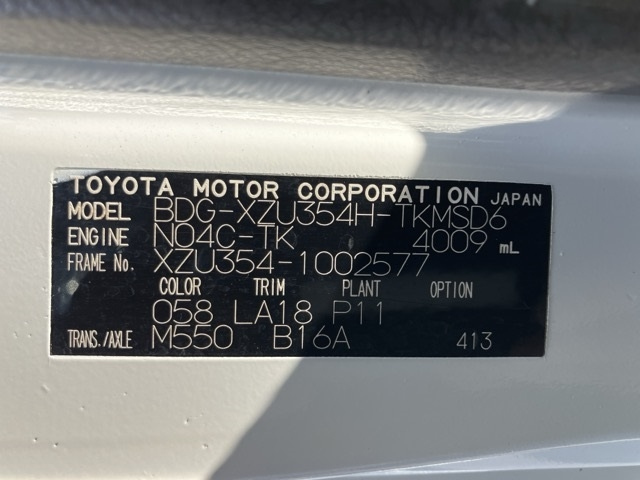 TOYOTA MOTOR CORPORATION JAPAN
MODEL BDG-XZU354H-TKMSD6
ENGINE N04C-TK 4009 mL
FRAME No. XZU354-1002577
COLOR TRIM PLANT OPTION
058 LA18 P11
TRANS./AXLE M550 B16A 413